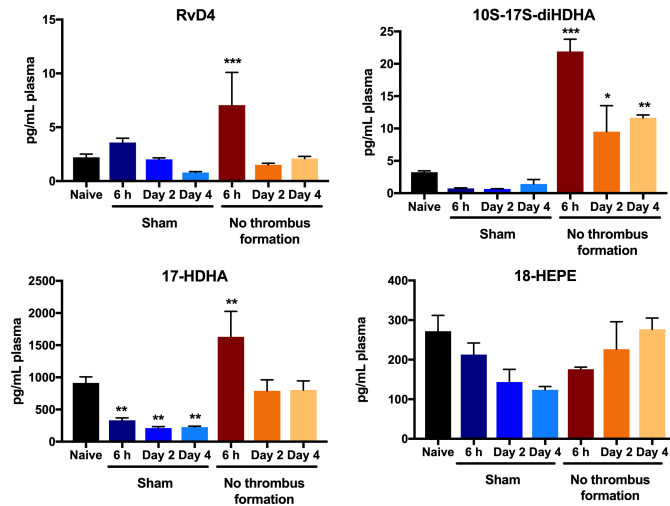 RvD4
15
10
5
0
pg/mL plasma
***
Naive 6 h Day 2 Day 4 6 h Day 2 Day 4
Sham
No thrombus
formation
10S-17S-diHDHA
25
20
15
10
5
0
pg/mL plasma
***
*
**
Naive 6 h Day 2 Day 4 6 h Day 2 Day 4
Sham
No thrombus
formation
17-HDHA
2500
2000
1500
1000
500
0
pg/mL plasma
** ** ** **
Naive 6 h Day 2 Day 4 6 h Day 2 Day 4
Sham
No thrombus
formation
18-HEPE
400
300
200
100
0
pg/mL plasma
Naive 6 h Day 2 Day 4 6 h Day 2 Day 4
Sham
No thrombus
formation